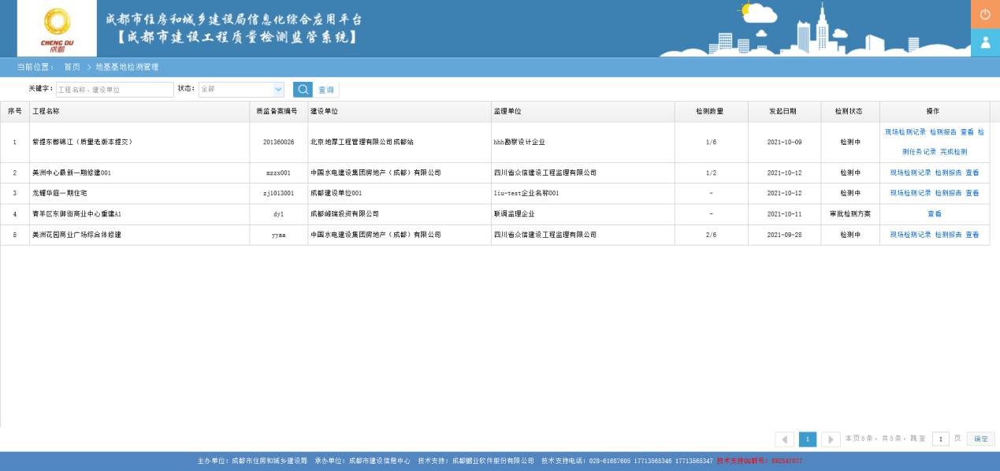 成都市住房和城乡建设局信息化综合应用平台
【成都市建设工程质量检测监管系统】
CHENG DU
成都
当前位置： 首页 > 地基基地检测管理
关键字： 工程名称、建设单位 状态： 全部 查询
序号 工程名称 质监备案编号 建设单位 监理单位 检测数量 发起日期 检测状态 操作
1 紫提东郡锦江（质量老版本提交） 201360026 北京地厚工程管理有限公司成都站 hhh勘察设计企业 1/6 2021-10-09 检测中 现场检测记录 检测报告 查看 检
测任务记录 完成检测
2 美洲中心最新一期修建001 mzzx001 中国水电建设集团房地产（成都）有限公司 四川省众信建设工程监理有限公司 1/2 2021-10-12 检测中 现场检测记录 检测报告 查看
3 龙耀华庭一期住宅 zj1013001 成都建设单位001 liu-test企业名称001 - 2021-10-12 检测中 现场检测记录 检测报告 查看
4 青羊区东御街商业中心重建A1 dy1 成都峰瑞投资有限公司 联调监理企业 - 2021-10-11 审批检测方案 查看
5 美洲花园商业广场综合体修建 yyaa 中国水电建设集团房地产（成都）有限公司 四川省众信建设工程监理有限公司 2/6 2021-09-28 检测中 现场检测记录 检测报告 查看
1 本页5条，共5条，跳至 1 页 确定
主办单位：成都市住房和城乡建设局 承办单位：成都市建设信息中心 技术支持：成都鹏业软件股份有限公司 技术支持电话：028-61687605 17713565346 17713565347 技术支持QQ群号：892547077